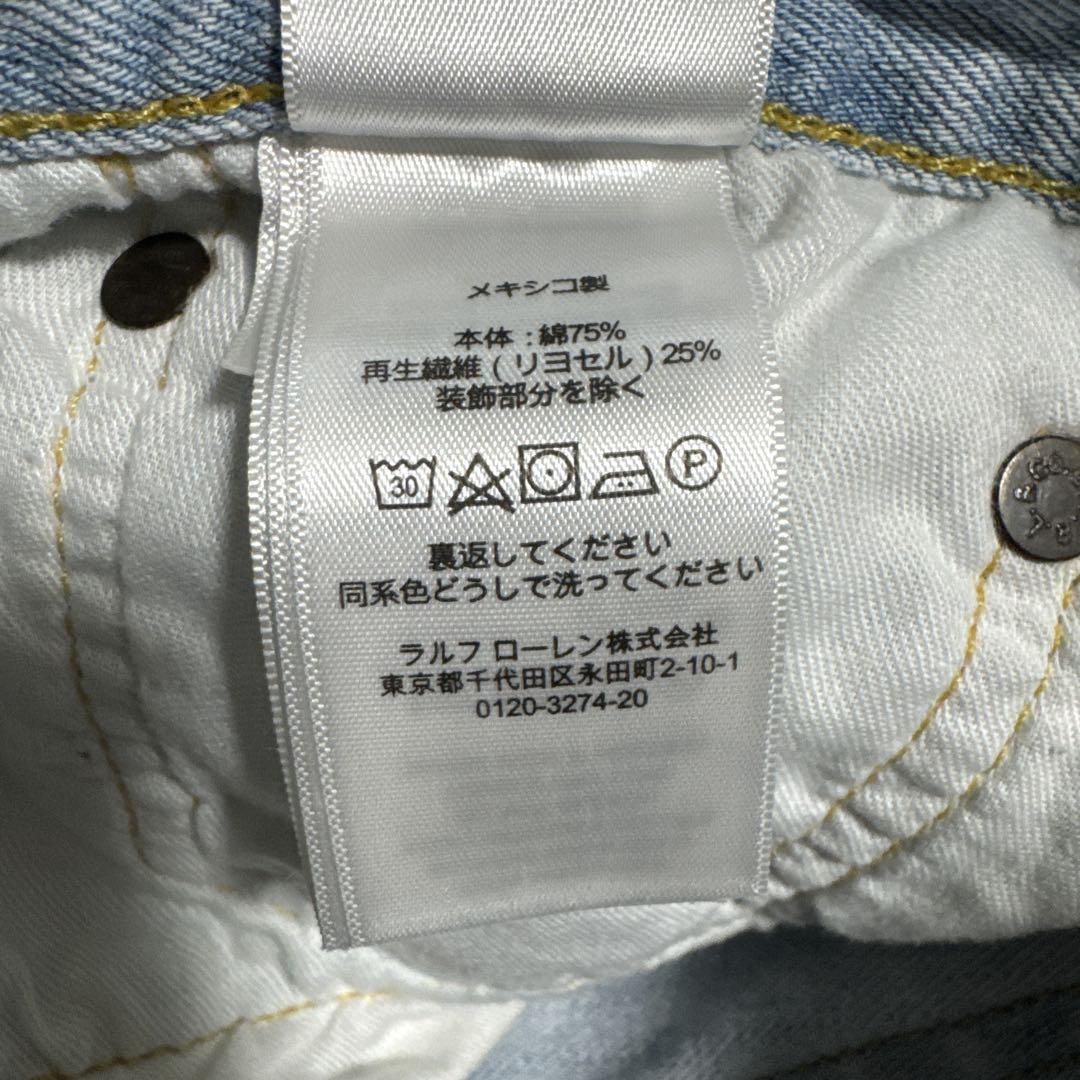 メキシコ製
本体 : 綿75%
再生繊維 ( リヨセル ) 25%
装飾部分を除く
30
P
裏返してください
同系色どうしで洗ってください
ラルフ ローレン株式会社
東京都千代田区永田町2-10-1
0120-3274-20